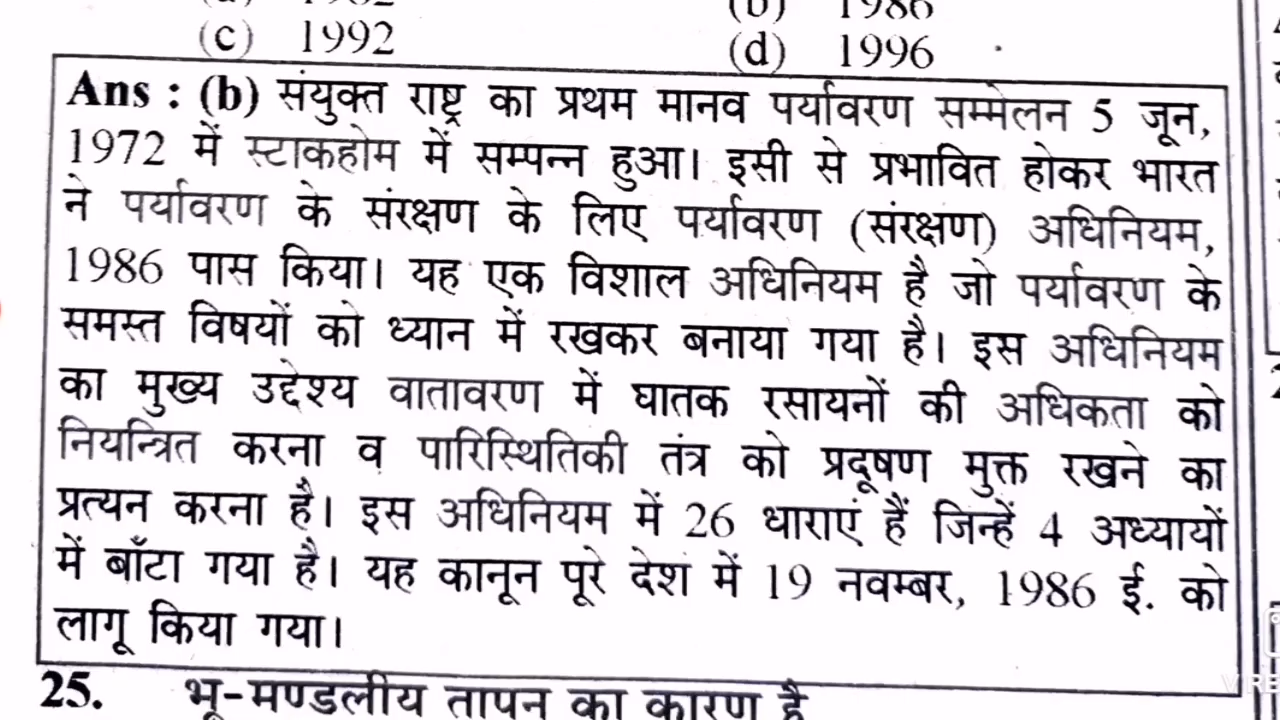 (b) 1986
(c) 1992 (d) 1996
Ans : (b) संयुक्त राष्ट्र का प्रथम मानव पर्यावरण सम्मेलन 5 जून,
1972 में स्टाकहोम में सम्पन्न हुआ। इसी से प्रभावित होकर भारत
ने पर्यावरण के संरक्षण के लिए पर्यावरण (संरक्षण) अधिनियम,
1986 पास किया। यह एक विशाल अधिनियम है जो पर्यावरण के
समस्त विषयों को ध्यान में रखकर बनाया गया है। इस अधिनियम
का मुख्य उद्देश्य वातावरण में घातक रसायनों की अधिकता को
नियन्त्रित करना व पारिस्थितिकी तंत्र को प्रदूषण मुक्त रखने का
प्रत्यन करना है। इस अधिनियम में 26 धाराएं हैं जिन्हें 4 अध्यायों
में बाँटा गया है। यह कानून पूरे देश में 19 नवम्बर, 1986 ई. को
लागू किया गया।
25. भू-मण्डलीय तापन का कारण है